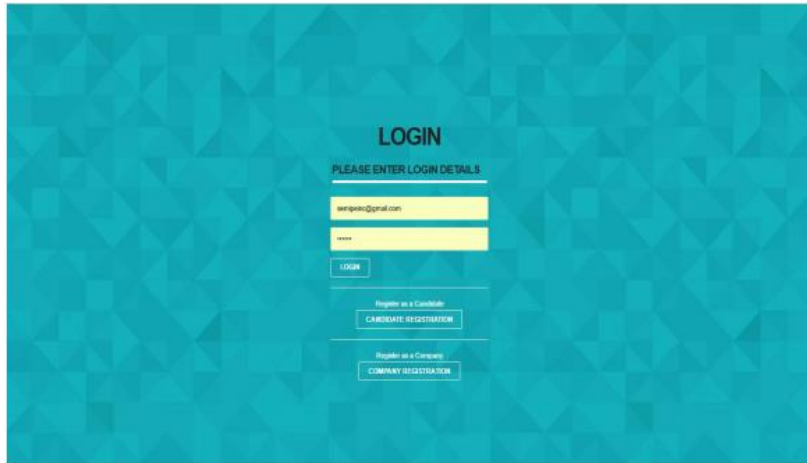 LOGIN
PLEASE ENTER LOGIN DETAILS
LOGIN
Register as a Candidate
CANDIDATE REGISTRATION
Register as a Company
COMPANY REGISTRATION